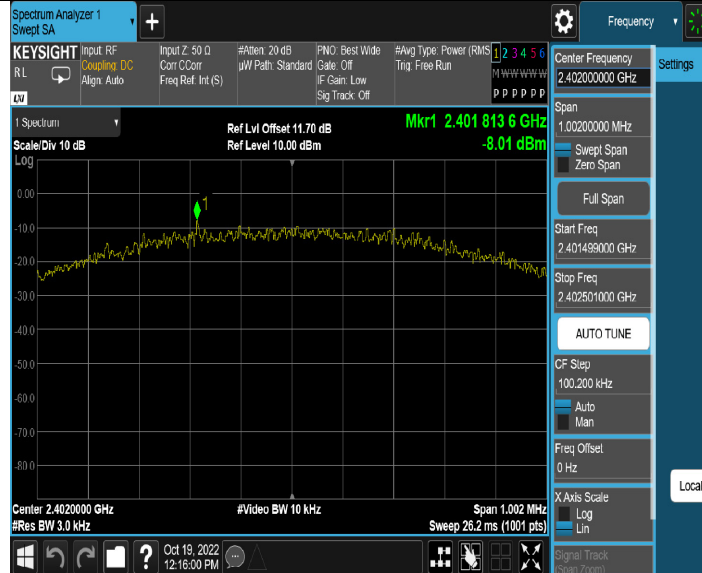 Spectrum Analyzer 1
Swept SA
+
Frequency
KEYSIGHT
RL
LXI
Input: RF
Coupling: DC
Align: Auto
Input Z: 50 Ω
Corr CCorr
Freq Ref: Int (S)
#Atten: 20 dB
µW Path: Standard
PNO: Best Wide
Gate: Off
IF Gain: Low
Sig Track: Off
#Avg Type: Power (RMS
Trig: Free Run
1 2 3 4 5 6
M W W W W W
P P P P P P
1 Spectrum
Scale/Div 10 dB
Log
Ref Lvl Offset 11.70 dB
Ref Level 10.00 dBm
Mkr1 2.401 813 6 GHz
-8.01 dBm
1
0.00
-10.0
-20.0
-30.0
-40.0
-50.0
-60.0
-70.0
-80.0
Center 2.4020000 GHz
#Res BW 3.0 kHz
#Video BW 10 kHz
Span 1.002 MHz
Sweep 26.2 ms (1001 pts)
?
Oct 19, 2022
12:16:00 PM
Center Frequency
2.402000000 GHz
Span
1.00200000 MHz
Swept Span
Zero Span
Full Span
Start Freq
2.401499000 GHz
Stop Freq
2.402501000 GHz
AUTO TUNE
CF Step
100.200 kHz
Auto
Man
Freq Offset
0 Hz
X Axis Scale
Log
Lin
Signal Track
(Span Zoom)
Settings
Local